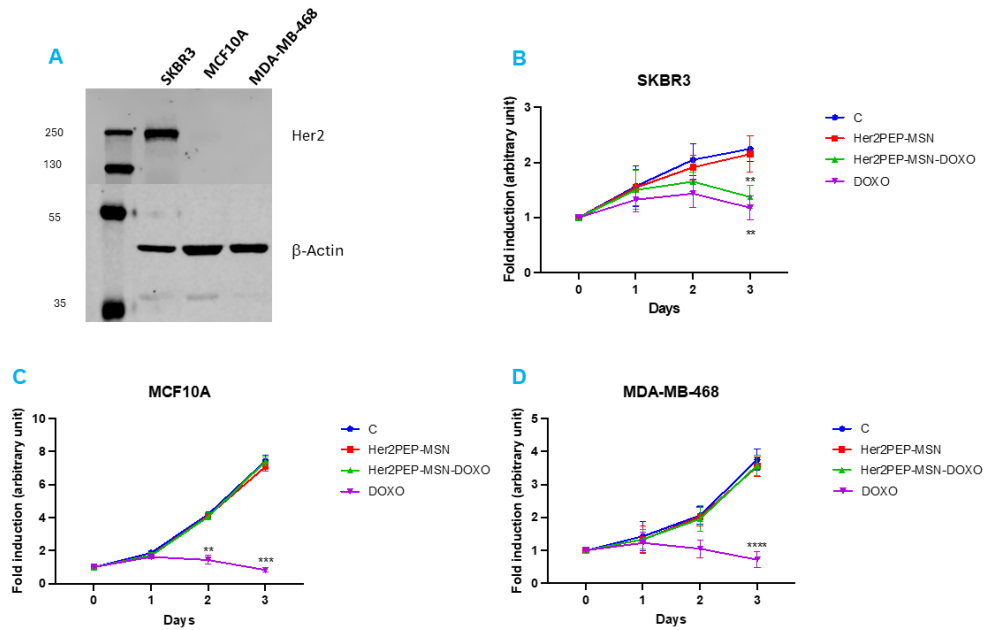 A
SKBR3
MCF10A
MDA-MB-468
250
130
55
35
Her2
β-Actin
B
SKBR3
Fold induction (arbitrary unit)
3
2
1
0
**
**
0 1 2 3
Days
C
Her2PEP-MSN
Her2PEP-MSN-DOXO
DOXO
C
MCF10A
Fold induction (arbitrary unit)
10
8
6
4
2
0
**
***
0 1 2 3
Days
C
Her2PEP-MSN
Her2PEP-MSN-DOXO
DOXO
D
MDA-MB-468
Fold induction (arbitrary unit)
5
4
3
2
1
0
****
0 1 2 3
Days
C
Her2PEP-MSN
Her2PEP-MSN-DOXO
DOXO